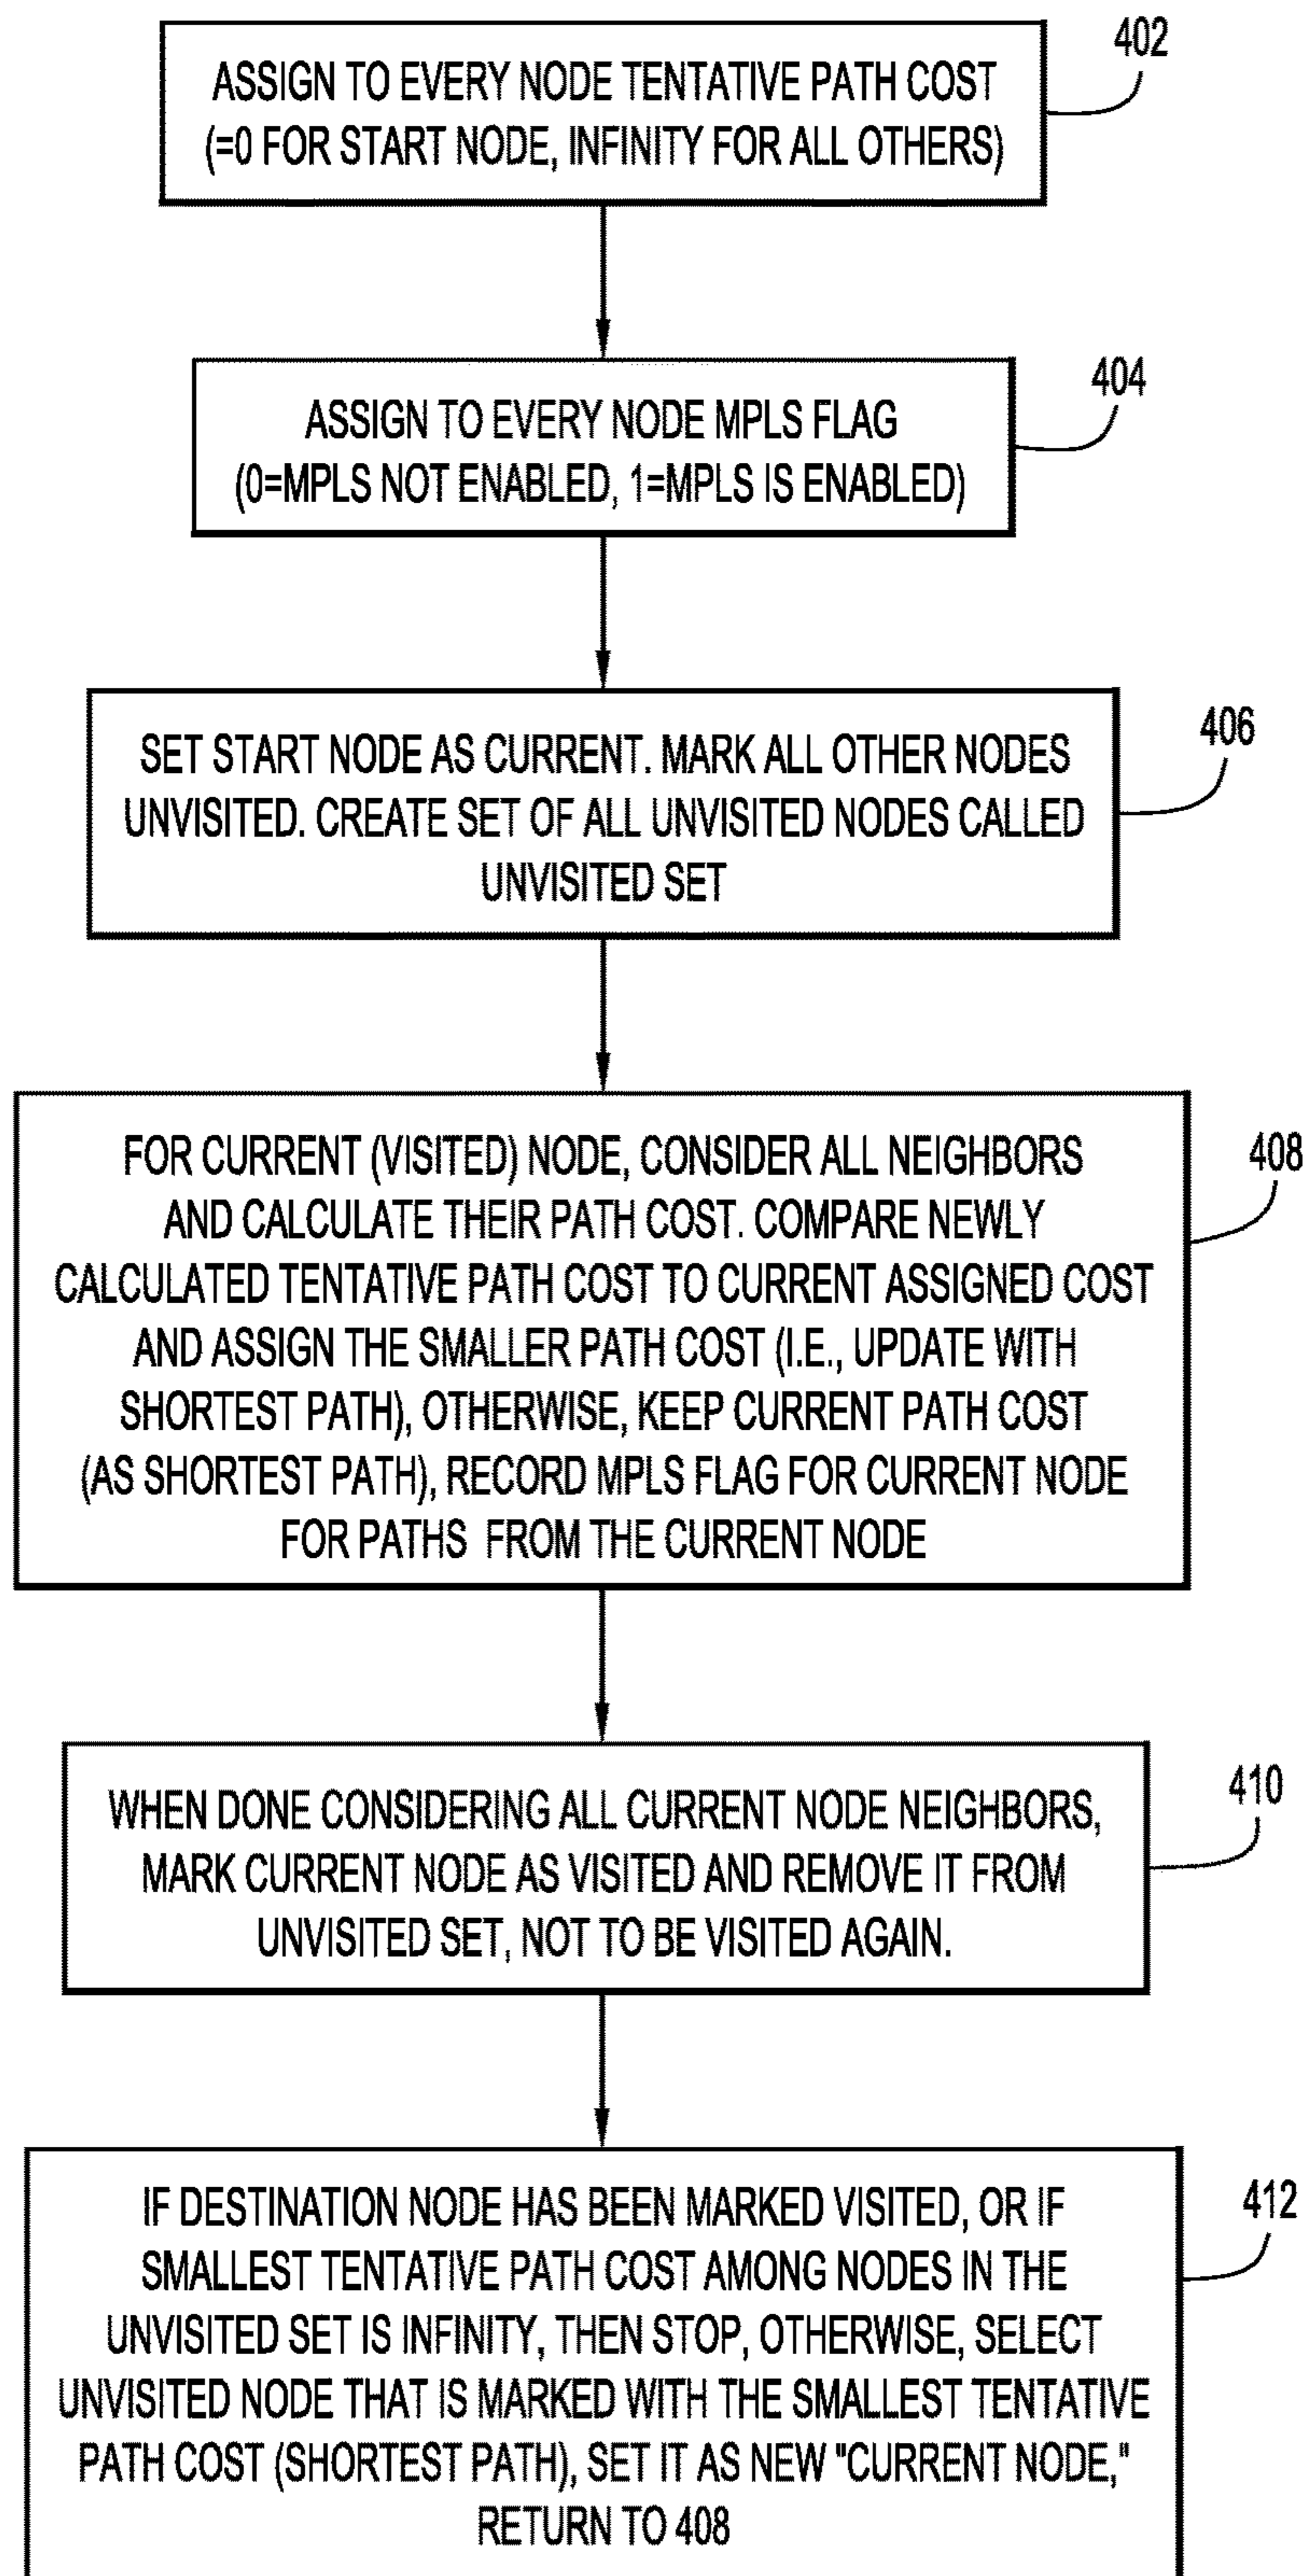 402
ASSIGN TO EVERY NODE TENTATIVE PATH COST
(=0 FOR START NODE, INFINITY FOR ALL OTHERS)
404
ASSIGN TO EVERY NODE MPLS FLAG
(0=MPLS NOT ENABLED, 1=MPLS IS ENABLED)
406
SET START NODE AS CURRENT. MARK ALL OTHER NODES
UNVISITED. CREATE SET OF ALL UNVISITED NODES CALLED
UNVISITED SET
408
FOR CURRENT (VISITED) NODE, CONSIDER ALL NEIGHBORS
AND CALCULATE THEIR PATH COST. COMPARE NEWLY
CALCULATED TENTATIVE PATH COST TO CURRENT ASSIGNED COST
AND ASSIGN THE SMALLER PATH COST (I.E., UPDATE WITH
SHORTEST PATH), OTHERWISE, KEEP CURRENT PATH COST
(AS SHORTEST PATH), RECORD MPLS FLAG FOR CURRENT NODE
FOR PATHS FROM THE CURRENT NODE
410
WHEN DONE CONSIDERING ALL CURRENT NODE NEIGHBORS,
MARK CURRENT NODE AS VISITED AND REMOVE IT FROM
UNVISITED SET, NOT TO BE VISITED AGAIN.
412
IF DESTINATION NODE HAS BEEN MARKED VISITED, OR IF
SMALLEST TENTATIVE PATH COST AMONG NODES IN THE
UNVISITED SET IS INFINITY, THEN STOP, OTHERWISE, SELECT
UNVISITED NODE THAT IS MARKED WITH THE SMALLEST TENTATIVE
PATH COST (SHORTEST PATH), SET IT AS NEW "CURRENT NODE,"
RETURN TO 408